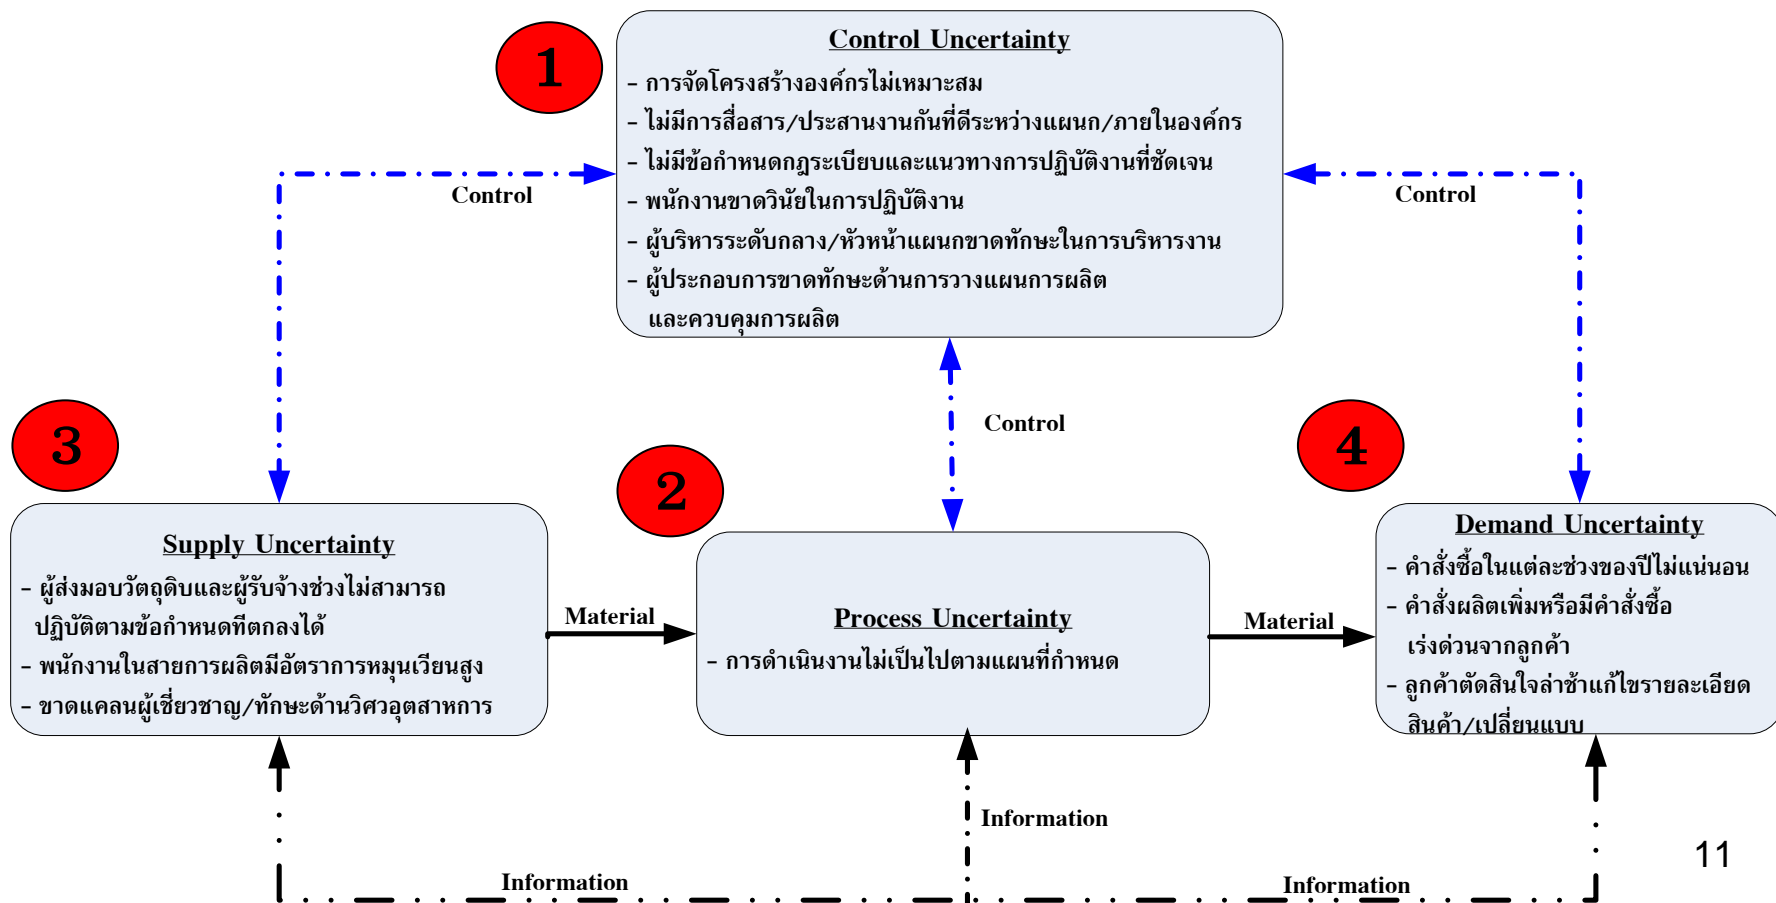 1
Control Uncertainty
- การจัดโครงสร้างองค์กรไม่เหมาะสม
- ไม่มีการสื่อสาร/ประสานงานกันที่ดีระหว่างแผนก/ภายในองค์กร
- ไม่มีข้อกำหนดกฎระเบียบและแนวทางการปฏิบัติงานที่ชัดเจน
- พนักงานขาดวินัยในการปฏิบัติงาน
- ผู้บริหารระดับกลาง/หัวหน้าแผนกขาดทักษะในการบริหารงาน
- ผู้ประกอบการขาดทักษะด้านการวางแผนการผลิต
และควบคุมการผลิต
Control
Control
Control
3
Supply Uncertainty
- ผู้ส่งมอบวัตถุดิบและผู้รับจ้างช่วงไม่สามารถ
ปฏิบัติตามข้อกำหนดที่ตกลงได้
- พนักงานในสายการผลิตมีอัตราการหมุนเวียนสูง
- ขาดแคลนผู้เชี่ยวชาญ/ทักษะด้านวิศวอุตสาหการ
Material
2
Process Uncertainty
- การดำเนินงานไม่เป็นไปตามแผนที่กำหนด
Material
4
Demand Uncertainty
- คำสั่งซื้อในแต่ละช่วงของปีไม่แน่นอน
- คำสั่งผลิตเพิ่มหรือมีคำสั่งซื้อ
เร่งด่วนจากลูกค้า
- ลูกค้าตัดสินใจล่าช้าแก้ไขรายละเอียด
สินค้า/เปลี่ยนแบบ
Information
Information
Information
11